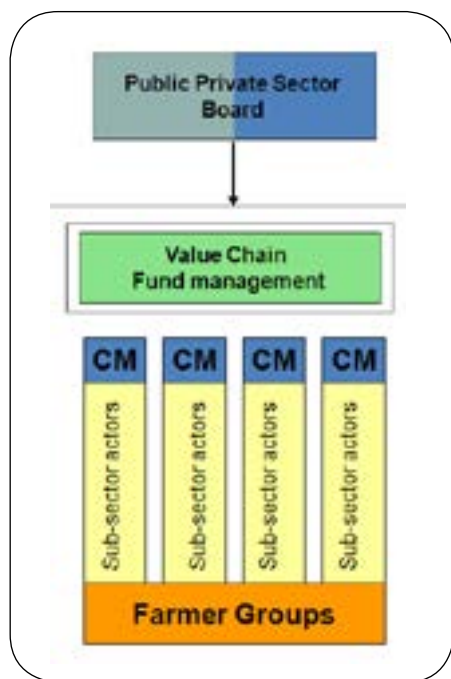 Public Private Sector
Board
Value Chain
Fund management
CM CM CM CM
Sub-sector actors
Sub-sector actors
Sub-sector actors
Sub-sector actors
Farmer Groups